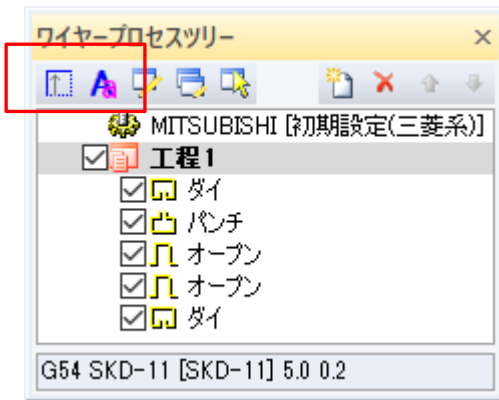 ワイヤープロセスツリー
MITSUBISHI [初期設定(三菱系)]
工程1
ダイ
パンチ
オープン
オープン
ダイ
G54 SKD-11 [SKD-11] 5.0 0.2